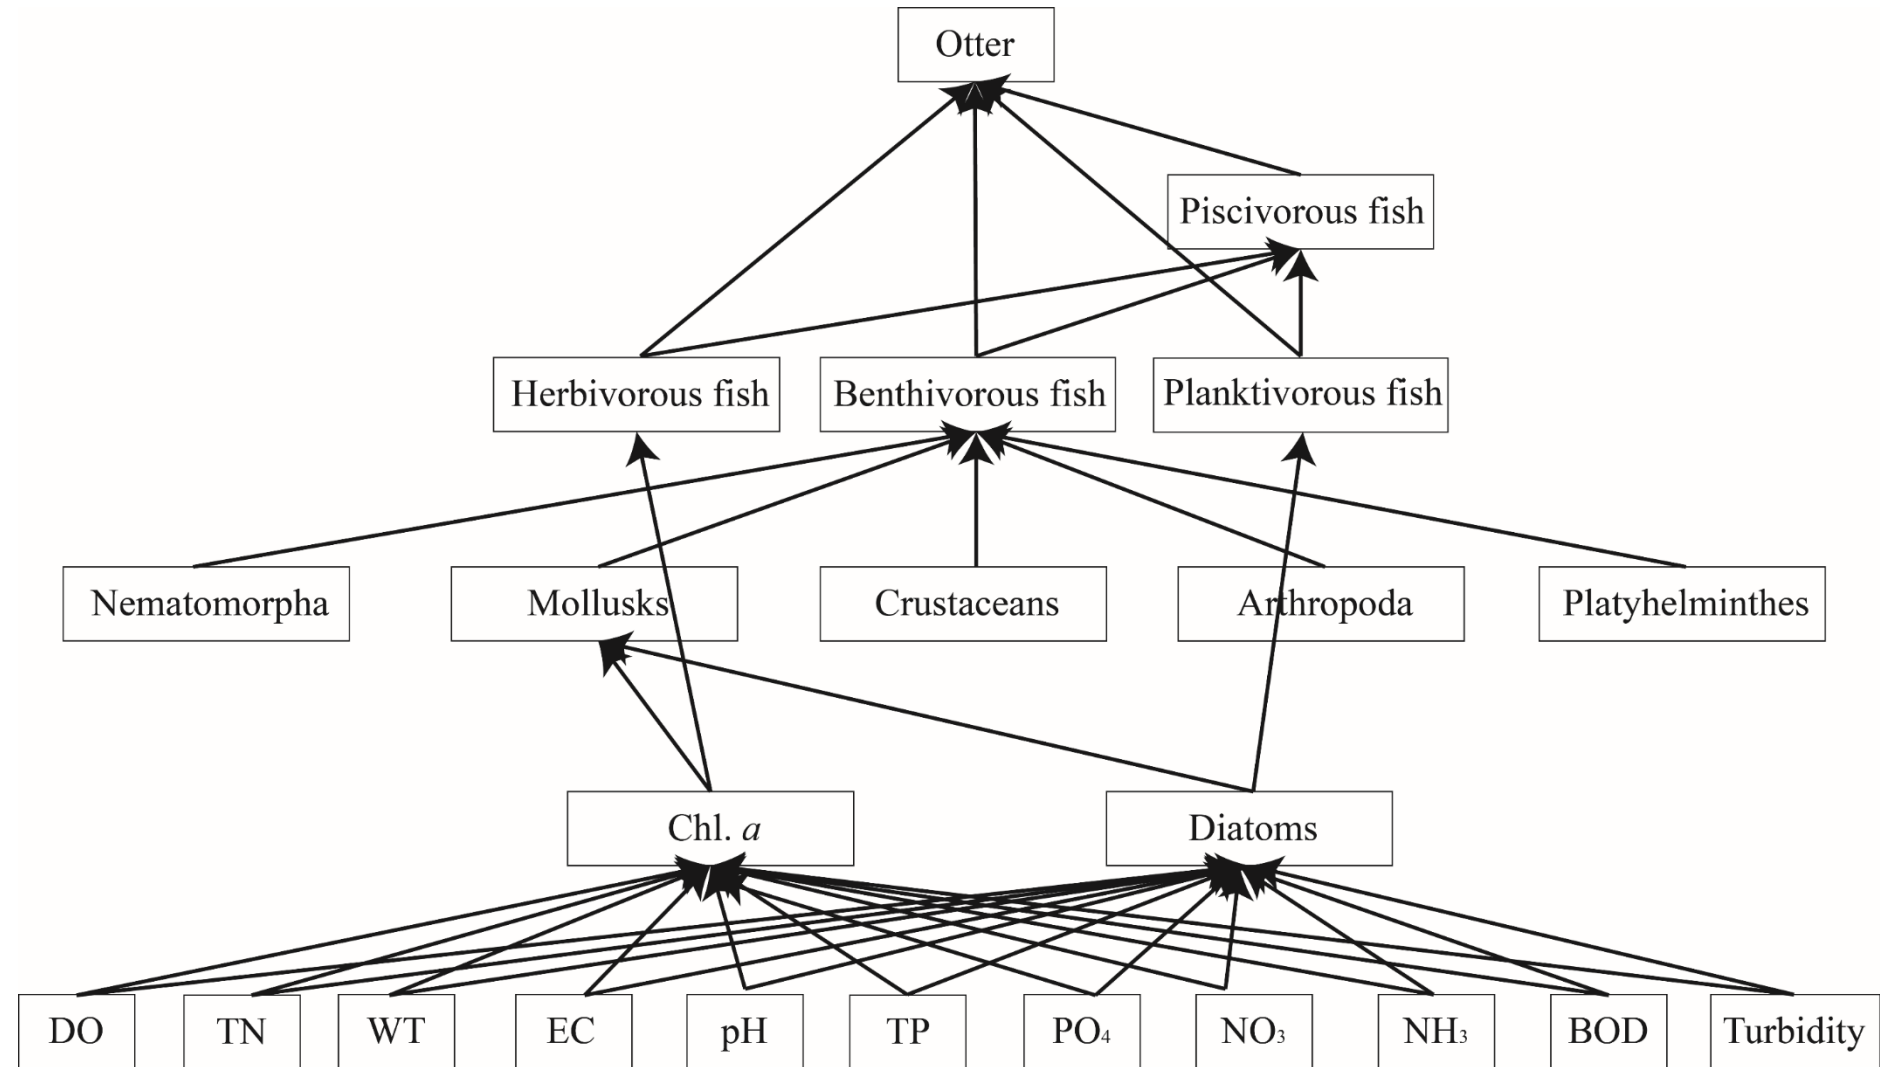 Otter
Piscivorous fish
Herbivorous fish
Benthivorous fish
Planktivorous fish
Nematomorpha
Mollusks
Crustaceans
Arthropoda
Platyhelminthes
Chl. a
Diatoms
DO
TN
WT
EC
pH
TP
PO₄
NO₃
NH₃
BOD
Turbidity